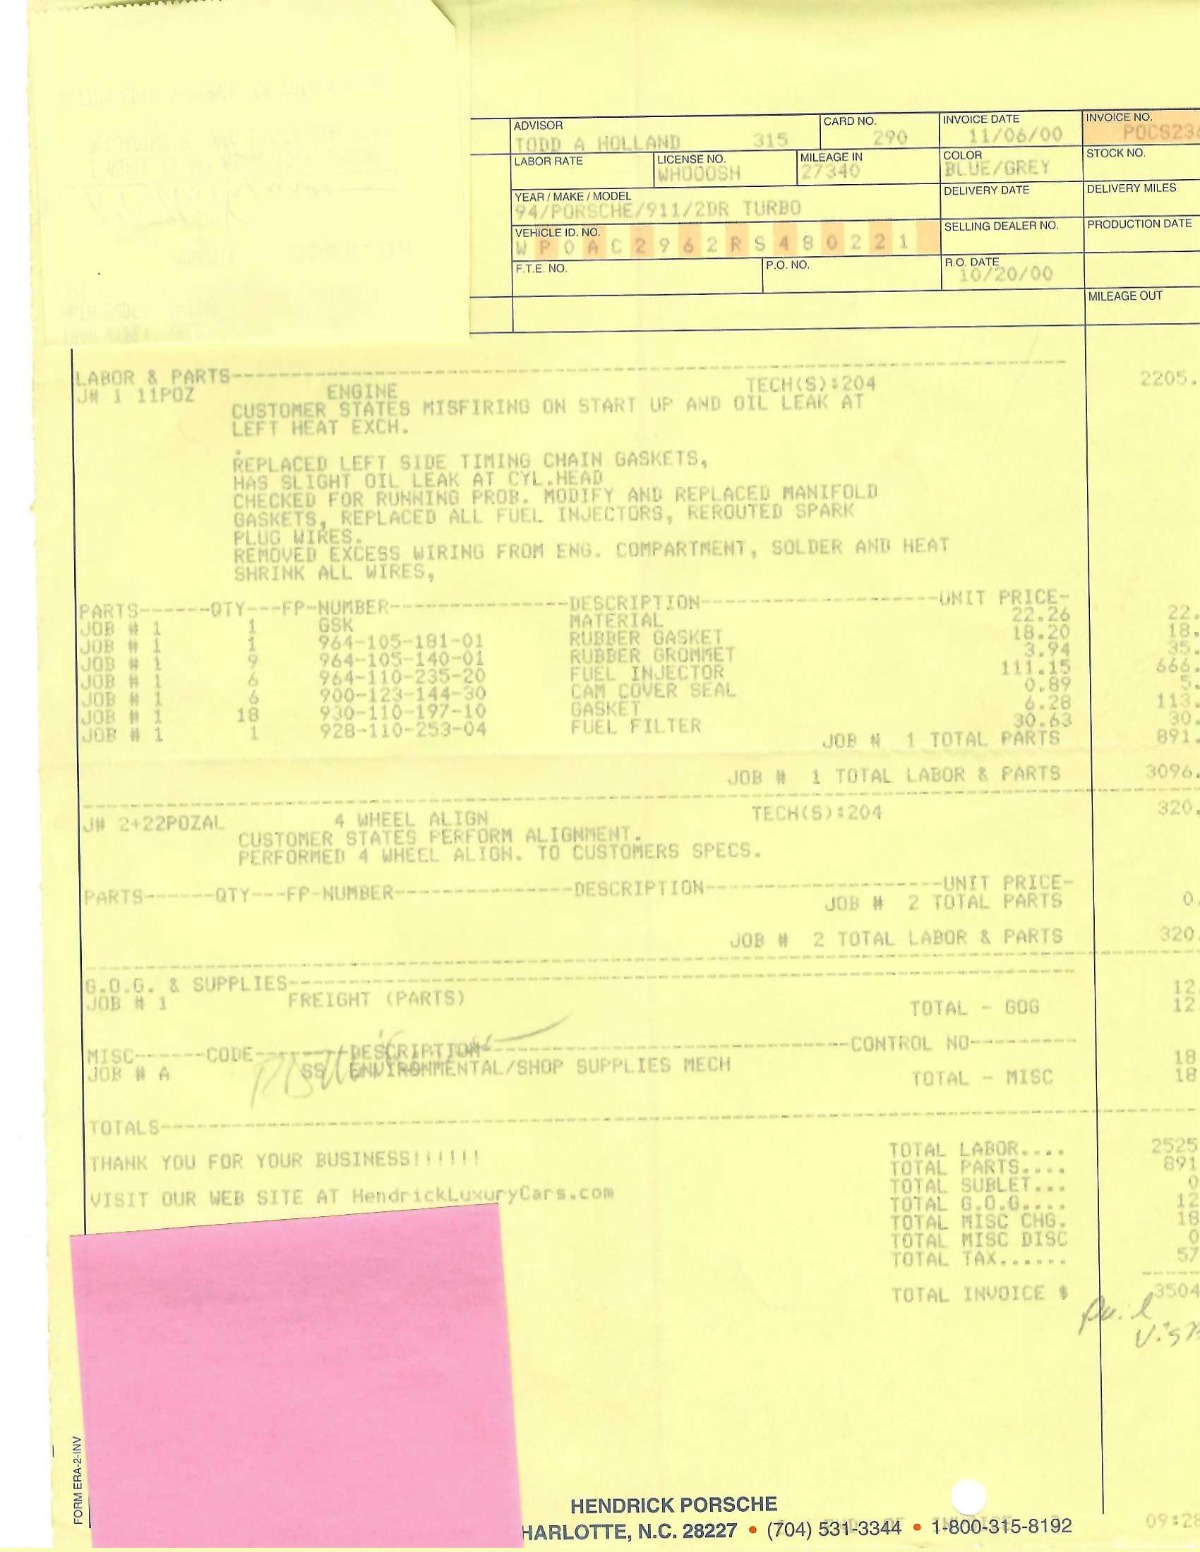 ADVISOR CARD NO. INVOICE DATE INVOICE NO.
TODD A HOLLAND 315 290 11/06/00 POCS23
LABOR RATE LICENSE NO. MILEAGE IN COLOR STOCK NO.
WHOOOSH 27340 BLUE/GREY
YEAR / MAKE / MODEL DELIVERY DATE DELIVERY MILES
94/PORSCHE/911/2DR TURBO
VEHICLE ID. NO. SELLING DEALER NO. PRODUCTION DATE
W P 0 A C 2 9 6 2 R S 4 8 0 2 2 1
F.T.E. NO. P.O. NO. R.O. DATE
10/20/00
MILEAGE OUT
LABOR & PARTS
J# 1 11POZ ENGINE TECH(S):204 2205.
CUSTOMER STATES MISFIRING ON START UP AND OIL LEAK AT
LEFT HEAT EXCH.
REPLACED LEFT SIDE TIMING CHAIN GASKETS,
HAS SLIGHT OIL LEAK AT CYL.HEAD
CHECKED FOR RUNNING PROB. MODIFY AND REPLACED MANIFOLD
GASKETS, REPLACED ALL FUEL INJECTORS, REROUTED SPARK
PLUG WIRES.
REMOVED EXCESS WIRING FROM ENG. COMPARTMENT, SOLDER AND HEAT
SHRINK ALL WIRES,
PARTS------QTY---FP-NUMBER---------------DESCRIPTION--------------------UNIT PRICE-
JOB # 1 1 GSK MATERIAL 22.26 22.
JOB # 1 1 964-105-181-01 RUBBER GASKET 18.20 18.
JOB # 1 9 964-105-140-01 RUBBER GROMMET 3.94 35.
JOB # 1 6 964-110-235-20 FUEL INJECTOR 111.15 666.
JOB # 1 6 900-123-144-30 CAM COVER SEAL 0.89 5.
JOB # 1 18 930-110-197-10 GASKET 6.28 113.
JOB # 1 1 928-110-253-04 FUEL FILTER 30.63 30.
JOB # 1 TOTAL PARTS 891.
JOB # 1 TOTAL LABOR & PARTS 3096.
J# 2+22POZAL 4 WHEEL ALIGN TECH(S):204 320.
CUSTOMER STATES PERFORM ALIGNMENT.
PERFORMED 4 WHEEL ALIGN. TO CUSTOMERS SPECS.
PARTS------QTY---FP-NUMBER---------------DESCRIPTION--------------------UNIT PRICE-
JOB # 2 TOTAL PARTS 0.
JOB # 2 TOTAL LABOR & PARTS 320.
G.O.G. & SUPPLIES
JOB # 1 FREIGHT (PARTS) 12.
TOTAL - GOG 12
MISC------CODE--------DESCRIPTION--------------------CONTROL NO---------
JOB # A SS ENVIRONMENTAL/SHOP SUPPLIES MECH 18
TOTAL - MISC 18
TOTALS
THANK YOU FOR YOUR BUSINESS!!!!!!
VISIT OUR WEB SITE AT HendrickLuxuryCars.com
TOTAL LABOR.... 2525
TOTAL PARTS.... 891
TOTAL SUBLET... 0
TOTAL G.O.G.... 12
TOTAL MISC CHG. 18
TOTAL MISC DISC 0
TOTAL TAX...... 57
TOTAL INVOICE $ 3504
Paid
FORM ERA-2-INV
HENDRICK PORSCHE
HARLOTTE, N.C. 28227 • (704) 531-3344 • 1-800-315-8192
09:28